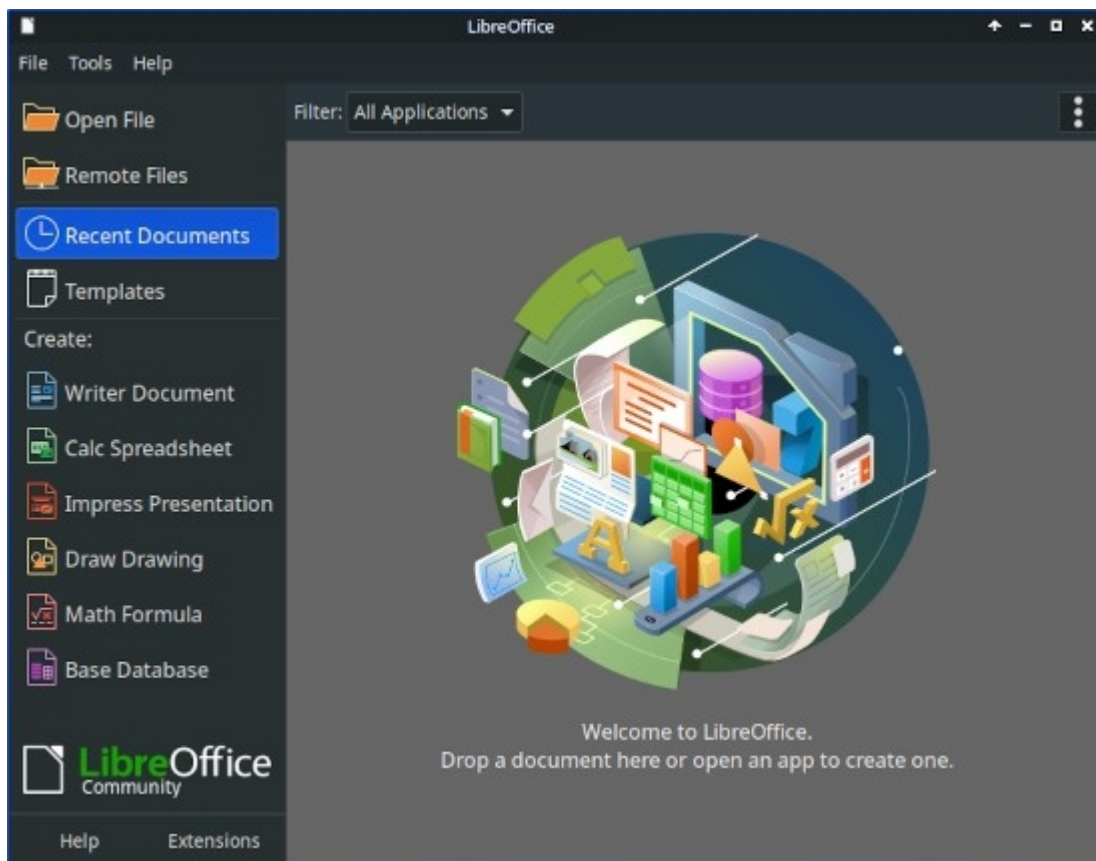 LibreOffice
File Tools Help
Open File
Remote Files
Recent Documents
Templates
Create:
Writer Document
Calc Spreadsheet
Impress Presentation
Draw Drawing
Math Formula
Base Database
LibreOffice
Community
Help Extensions
Filter: All Applications
Welcome to LibreOffice.
Drop a document here or open an app to create one.